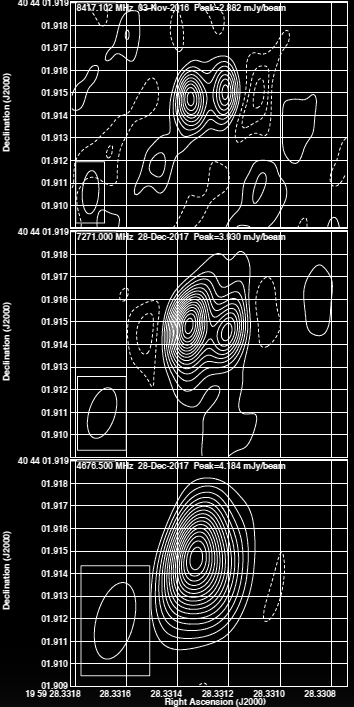 40 44 01.919
8417.102 MHz 03-Nov-2016 Peak=2.882 mJy/beam
01.918
01.917
01.916
01.915
01.914
01.913
01.912
01.911
01.910
Declination (J2000)
40 44 01.919
7271.000 MHz 28-Dec-2017 Peak=3.930 mJy/beam
01.918
01.917
01.916
01.915
01.914
01.913
01.912
01.911
01.910
Declination (J2000)
40 44 01.919
4676.500 MHz 28-Dec-2017 Peak=4.184 mJy/beam
01.918
01.917
01.916
01.915
01.914
01.913
01.912
01.911
01.910
01.909
Declination (J2000)
19 59 28.3318 28.3316 28.3314 28.3312 28.3310 28.3308
Right Ascension (J2000)